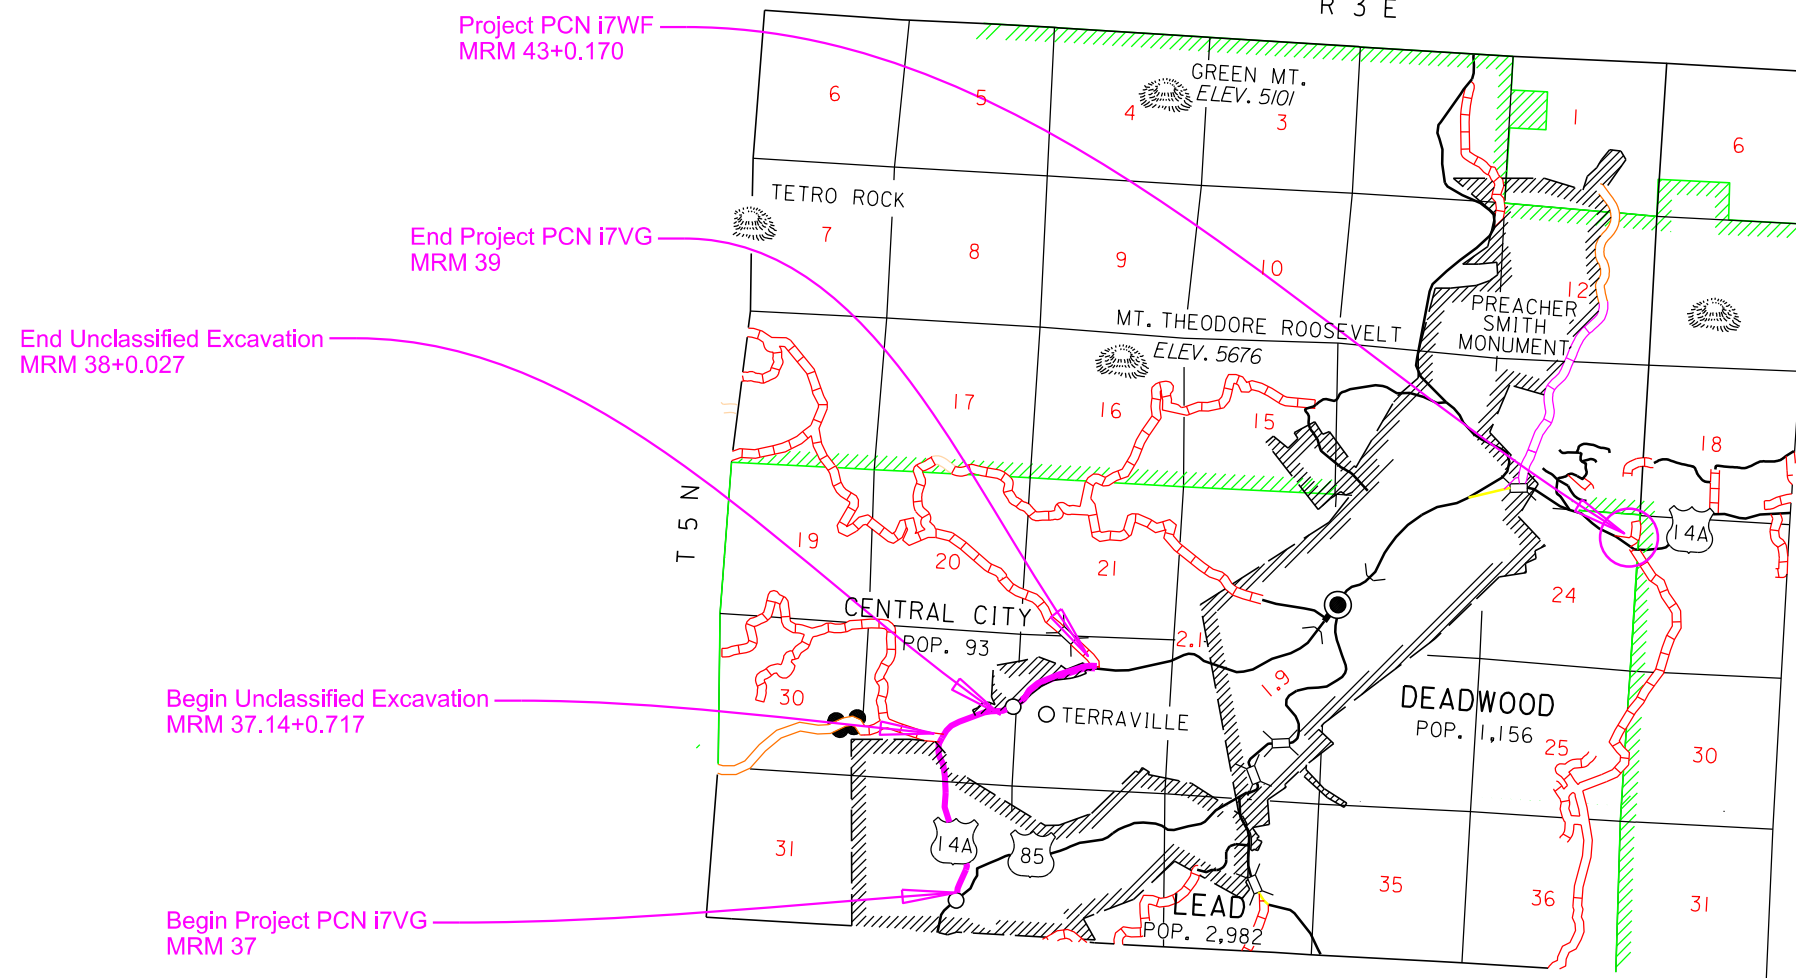 R 3 E
Project PCN i7WF
MRM 43+0.170
GREEN MT.
ELEV. 5101
6
5
4
3
1
6
TETRO ROCK
7
8
9
10
12
End Project PCN i7VG
MRM 39
PREACHER
SMITH
MONUMENT
MT. THEODORE ROOSEVELT
ELEV. 5676
End Unclassified Excavation
MRM 38+0.027
17
16
15
18
T 5 N
19
20
21
14A
24
CENTRAL CITY
POP. 93
2.1
1.9
30
Begin Unclassified Excavation
MRM 37.14+0.717
TERRAVILLE
DEADWOOD
POP. 1,156
25
30
31
14A
85
35
36
31
LEAD
POP. 2,982
Begin Project PCN i7VG
MRM 37